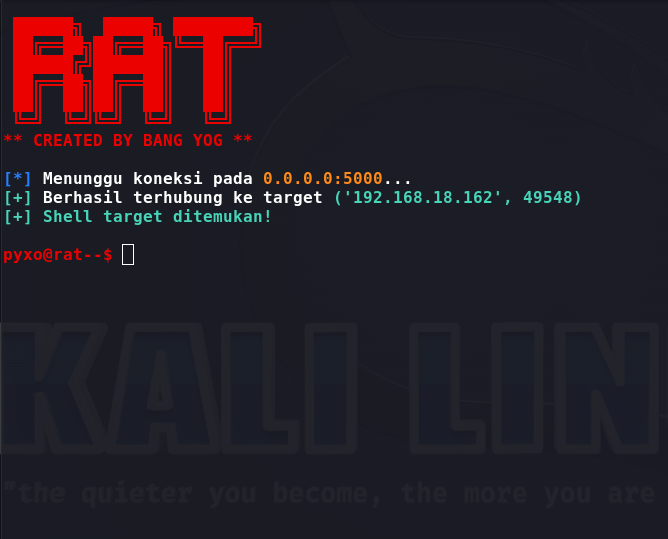 RAT
** CREATED BY BANG YOG **
[*] Menunggu koneksi pada 0.0.0.0:5000...
[+] Berhasil terhubung ke target ('192.168.18.162', 49548)
[+] Shell target ditemukan!
pyxo@rat--$
KALI LIN
"the quieter you become, the more you are